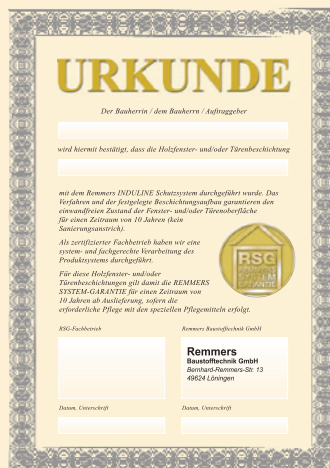 URKUNDE
Der Bauherrin / dem Bauherrn / Auftraggeber
wird hiermit bestätigt, dass die Holzfenster- und/oder Türenbeschichtung
mit dem Remmers INDULINE Schutzsystem durchgeführt wurde. Das
Verfahren und der festgelegte Beschichtungsaufbau garantieren den
einwandfreien Zustand der Fenster- und/oder Türenoberfläche
für einen Zeitraum von 10 Jahren (kein
Sanierungsanstrich).
Als zertifizierter Fachbetrieb haben wir eine
system- und fachgerechte Verarbeitung des
Produktsystems durchgeführt.
RSG
REMMERS
SYSTEM
GARANTIE
Für diese Holzfenster- und/oder
Türenbeschichtungen gilt damit die REMMERS
SYSTEM-GARANTIE für einen Zeitraum von
10 Jahren ab Auslieferung, sofern die
erforderliche Pflege mit den speziellen Pflegemitteln erfolgt.
RSG-Fachbetrieb
Remmers Baustofftechnik GmbH
Remmers
Baustofftechnik GmbH
Bernhard-Remmers-Str. 13
49624 Löningen
Datum, Unterschrift
Datum, Unterschrift